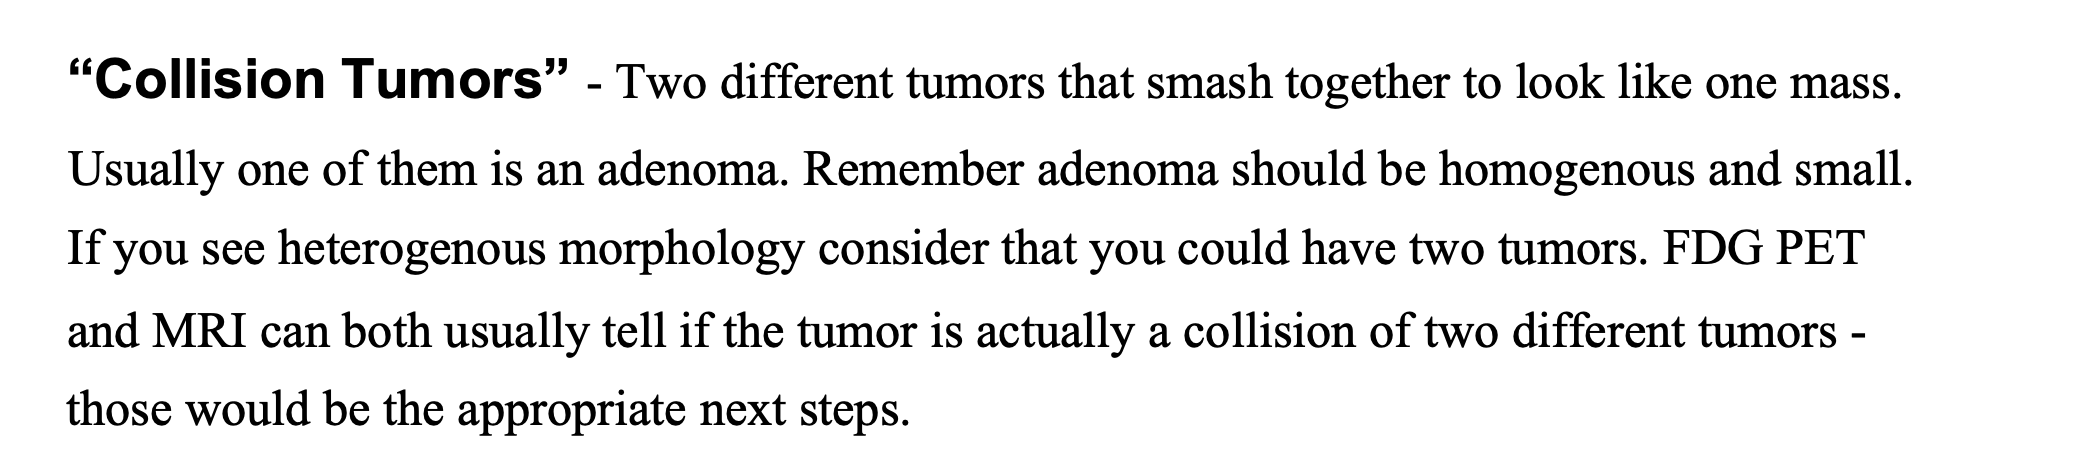 “Collision Tumors” - Two different tumors that smash together to look like one mass.
Usually one of them is an adenoma. Remember adenoma should be homogenous and small.
If you see heterogenous morphology consider that you could have two tumors. FDG PET
and MRI can both usually tell if the tumor is actually a collision of two different tumors -
those would be the appropriate next steps.